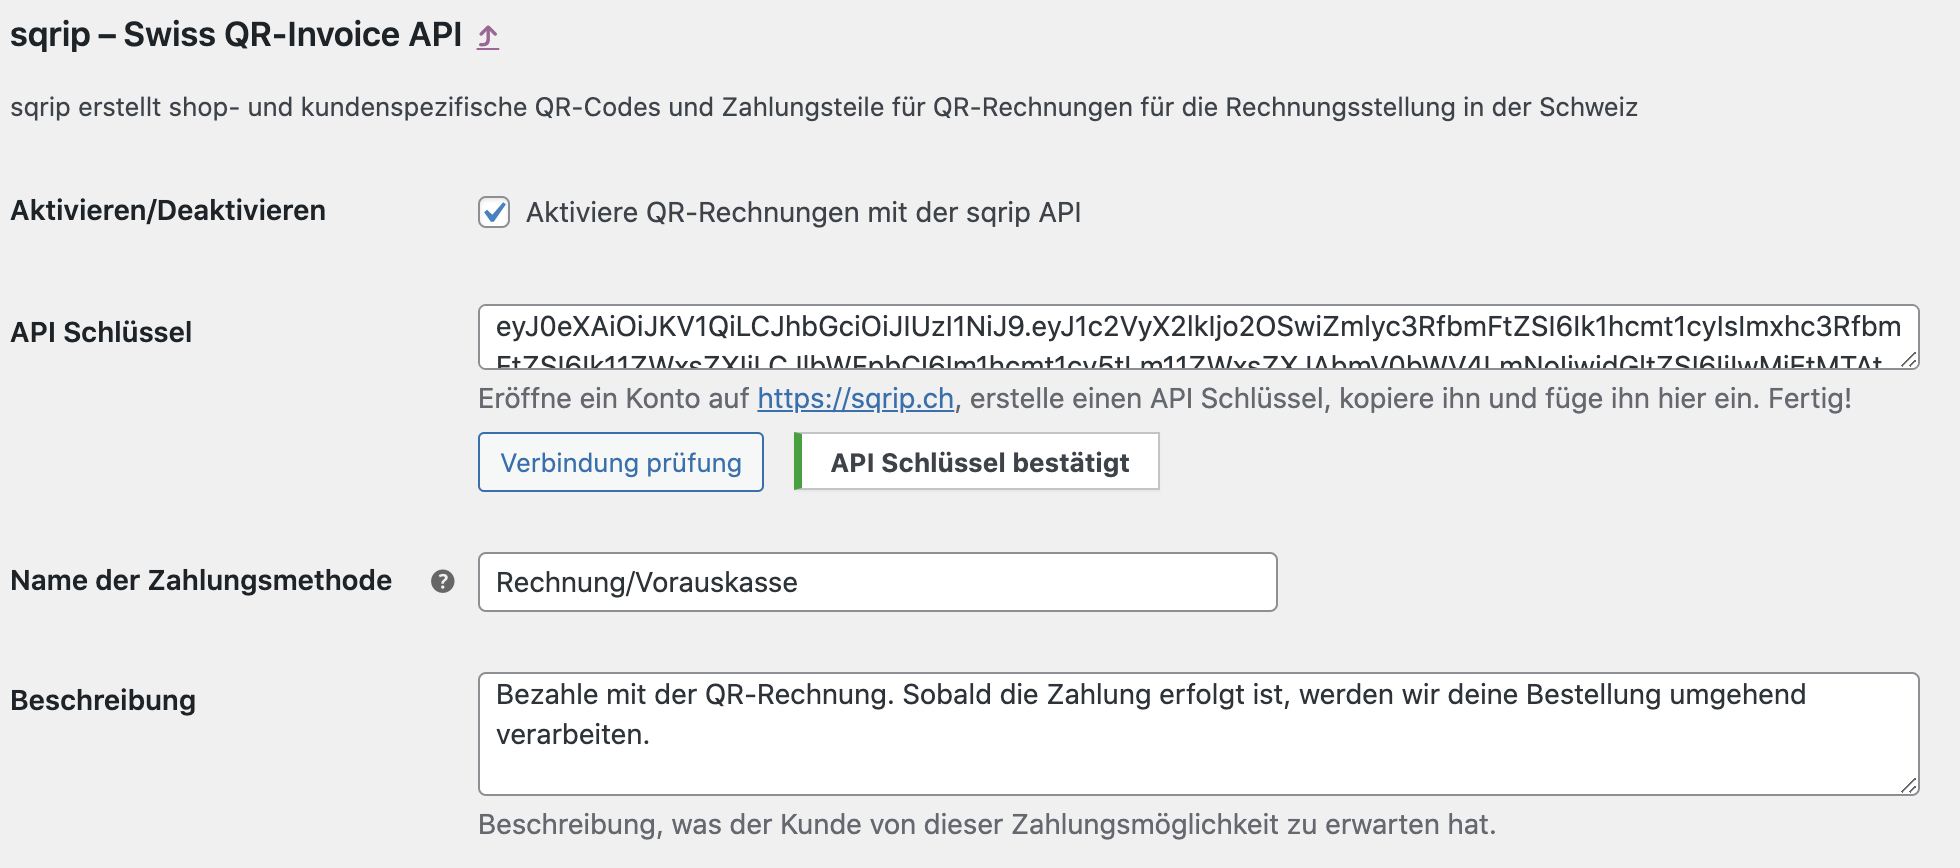 sqrip – Swiss QR-Invoice API
sqrip erstellt shop- und kundenspezifische QR-Codes und Zahlungsteile für QR-Rechnungen für die Rechnungsstellung in der Schweiz
Aktivieren/Deaktivieren
Aktiviere QR-Rechnungen mit der sqrip API
API Schlüssel
eyJ0eXAiOiJKV1QiLCJhbGciOiJIUzI1NiJ9.eyJ1c2VyX2lkIjo2OSwiZmlyc3RfbmFtZSI6Ik1hcmt1cyIsImxhc3Rfbm
Eröffne ein Konto auf https://sqrip.ch, erstelle einen API Schlüssel, kopiere ihn und füge ihn hier ein. Fertig!
Verbindung prüfung
API Schlüssel bestätigt
Name der Zahlungsmethode
Rechnung/Vorauskasse
Beschreibung
Bezahle mit der QR-Rechnung. Sobald die Zahlung erfolgt ist, werden wir deine Bestellung umgehend
verarbeiten.
Beschreibung, was der Kunde von dieser Zahlungsmöglichkeit zu erwarten hat.